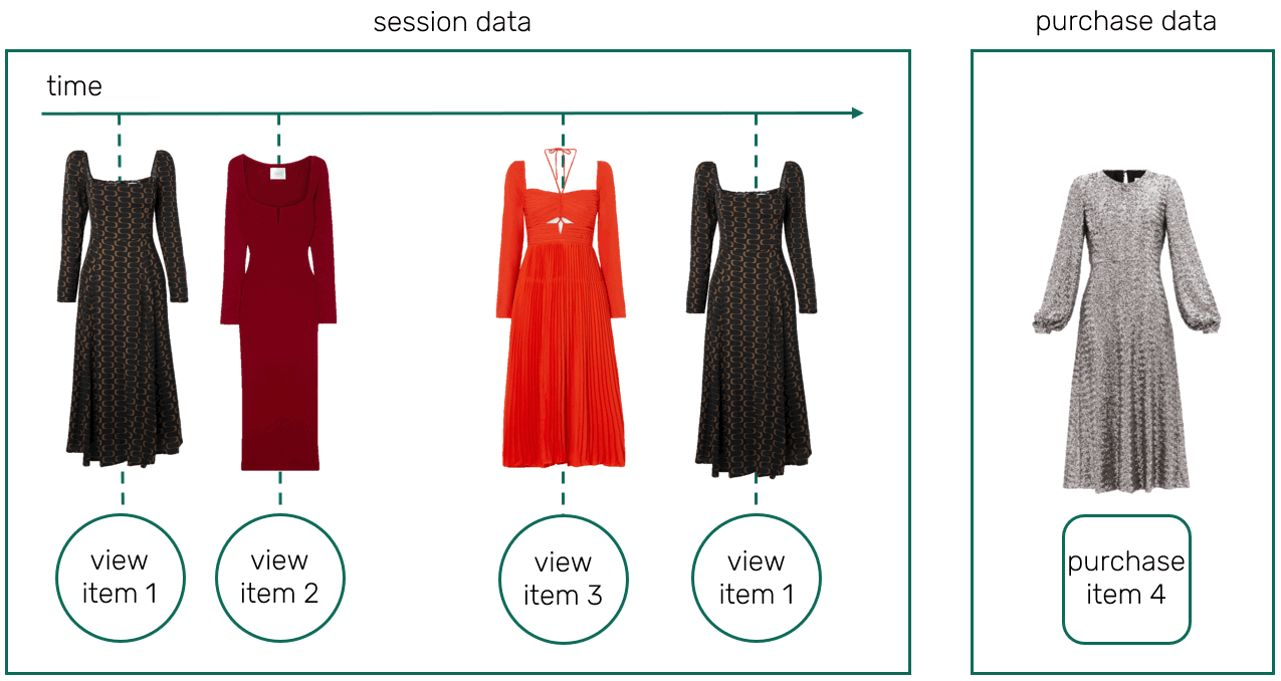 session data
purchase data
time
view
item 1
view
item 2
view
item 3
view
item 1
purchase
item 4